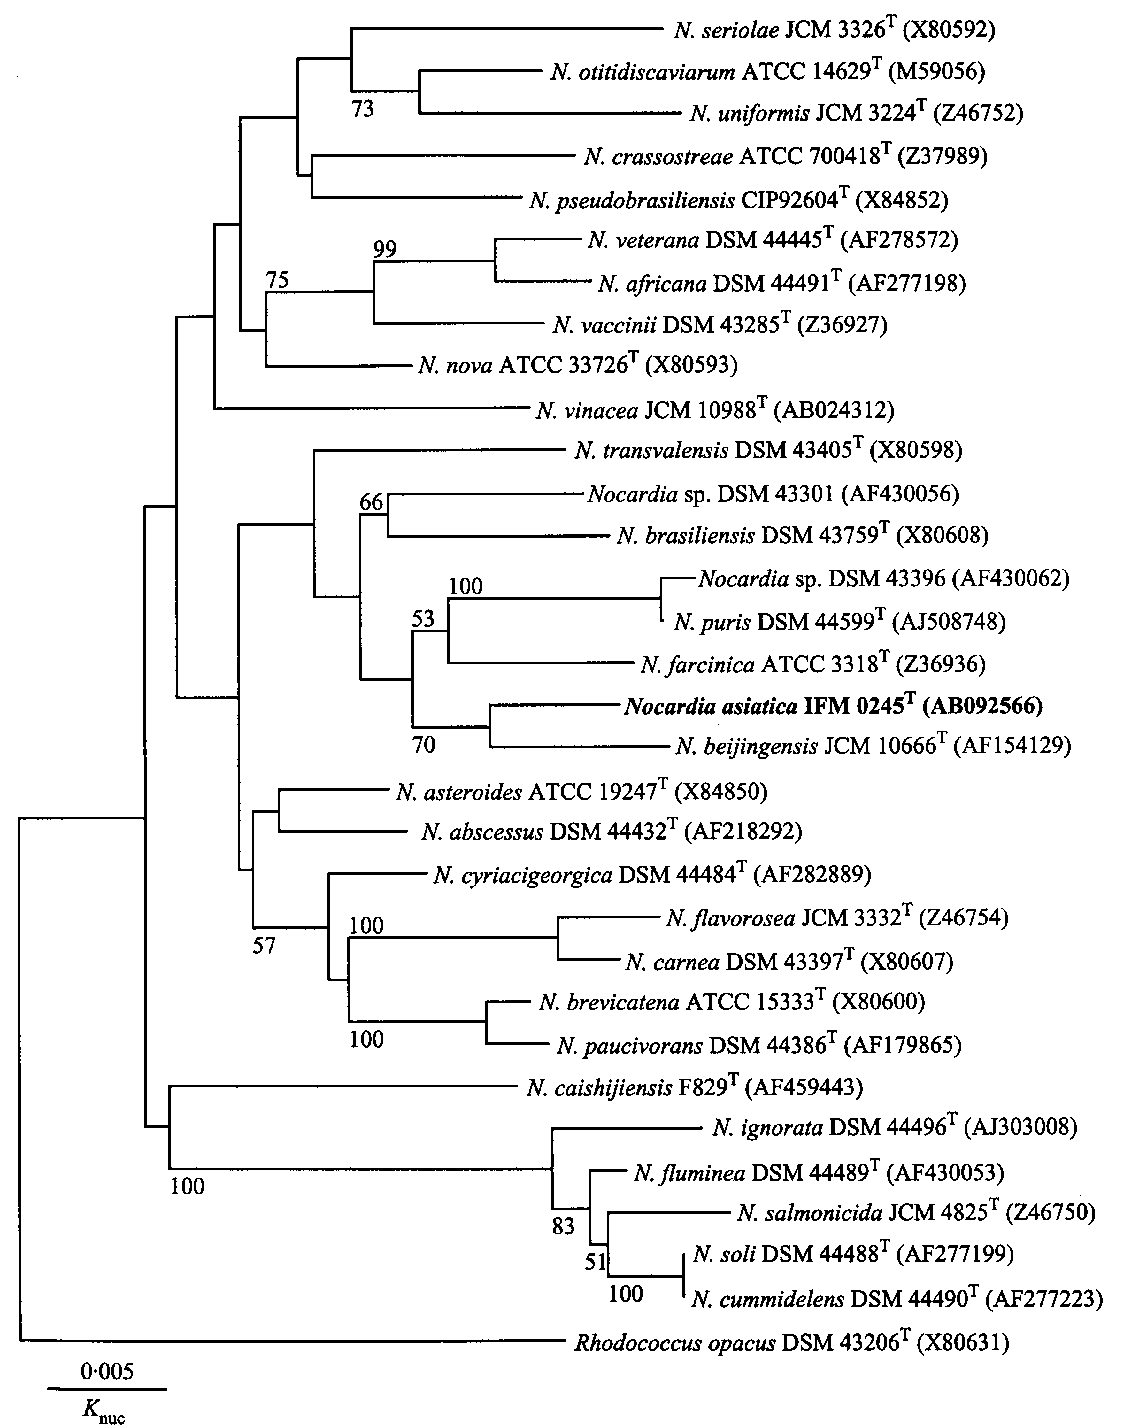 N. seriolae JCM 3326ᵀ (X80592)
N. otitidiscaviarum ATCC 14629ᵀ (M59056)
73
N. uniformis JCM 3224ᵀ (Z46752)
N. crassostreae ATCC 700418ᵀ (Z37989)
N. pseudobrasiliensis CIP92604ᵀ (X84852)
N. veterana DSM 44445ᵀ (AF278572)
99
75
N. africana DSM 44491ᵀ (AF277198)
N. vaccinii DSM 43285ᵀ (Z36927)
N. nova ATCC 33726ᵀ (X80593)
N. vinacea JCM 10988ᵀ (AB024312)
N. transvalensis DSM 43405ᵀ (X80598)
Nocardia sp. DSM 43301 (AF430056)
66
N. brasiliensis DSM 43759ᵀ (X80608)
Nocardia sp. DSM 43396 (AF430062)
100
53
N. puris DSM 44599ᵀ (AJ508748)
N. farcinica ATCC 3318ᵀ (Z36936)
Nocardia asiatica IFM 0245ᵀ (AB092566)
70
N. beijingensis JCM 10666ᵀ (AF154129)
N. asteroides ATCC 19247ᵀ (X84850)
N. abscessus DSM 44432ᵀ (AF218292)
N. cyriacigeorgica DSM 44484ᵀ (AF282889)
N. flavorosea JCM 3332ᵀ (Z46754)
100
57
N. carnea DSM 43397ᵀ (X80607)
N. brevicatena ATCC 15333ᵀ (X80600)
100
N. paucivorans DSM 44386ᵀ (AF179865)
N. caishijiensis F829ᵀ (AF459443)
N. ignorata DSM 44496ᵀ (AJ303008)
N. fluminea DSM 44489ᵀ (AF430053)
100
N. salmonicida JCM 4825ᵀ (Z46750)
83
N. soli DSM 44488ᵀ (AF277199)
51
100
N. cummidelens DSM 44490ᵀ (AF277223)
Rhodococcus opacus DSM 43206ᵀ (X80631)
0·005
Knuc